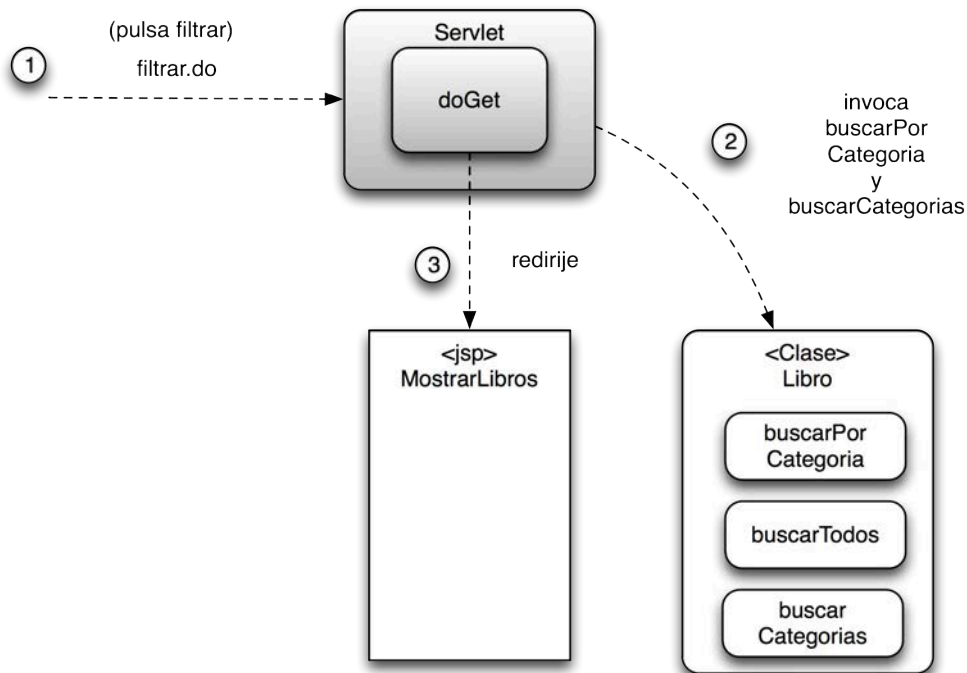 (pulsa filtrar)
1
filtrar.do
Servlet
doGet
2
invoca
buscarPor
Categoria
y
buscarCategorias
3
redirije
<jsp>
MostrarLibros
<Clase>
Libro
buscarPor
Categoria
buscarTodos
buscar
Categorias